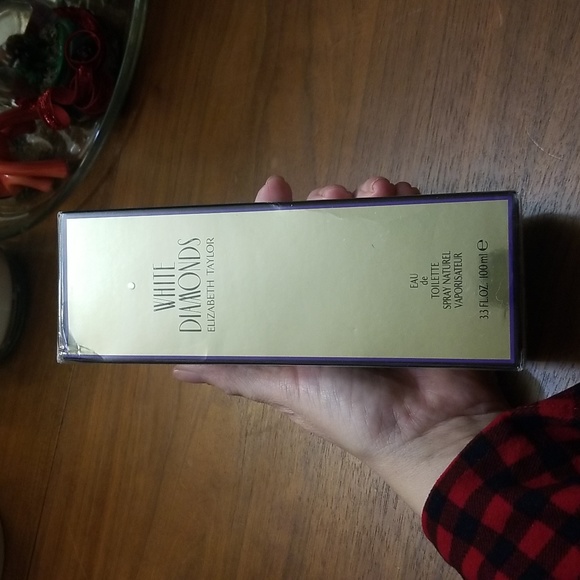 WHITE
DIAMONDS
ELIZABETH TAYLOR
EAU
de
TOILETTE
SPRAY NATUREL
VAPORISATEUR
3.3 FL.OZ. 100ml ℮